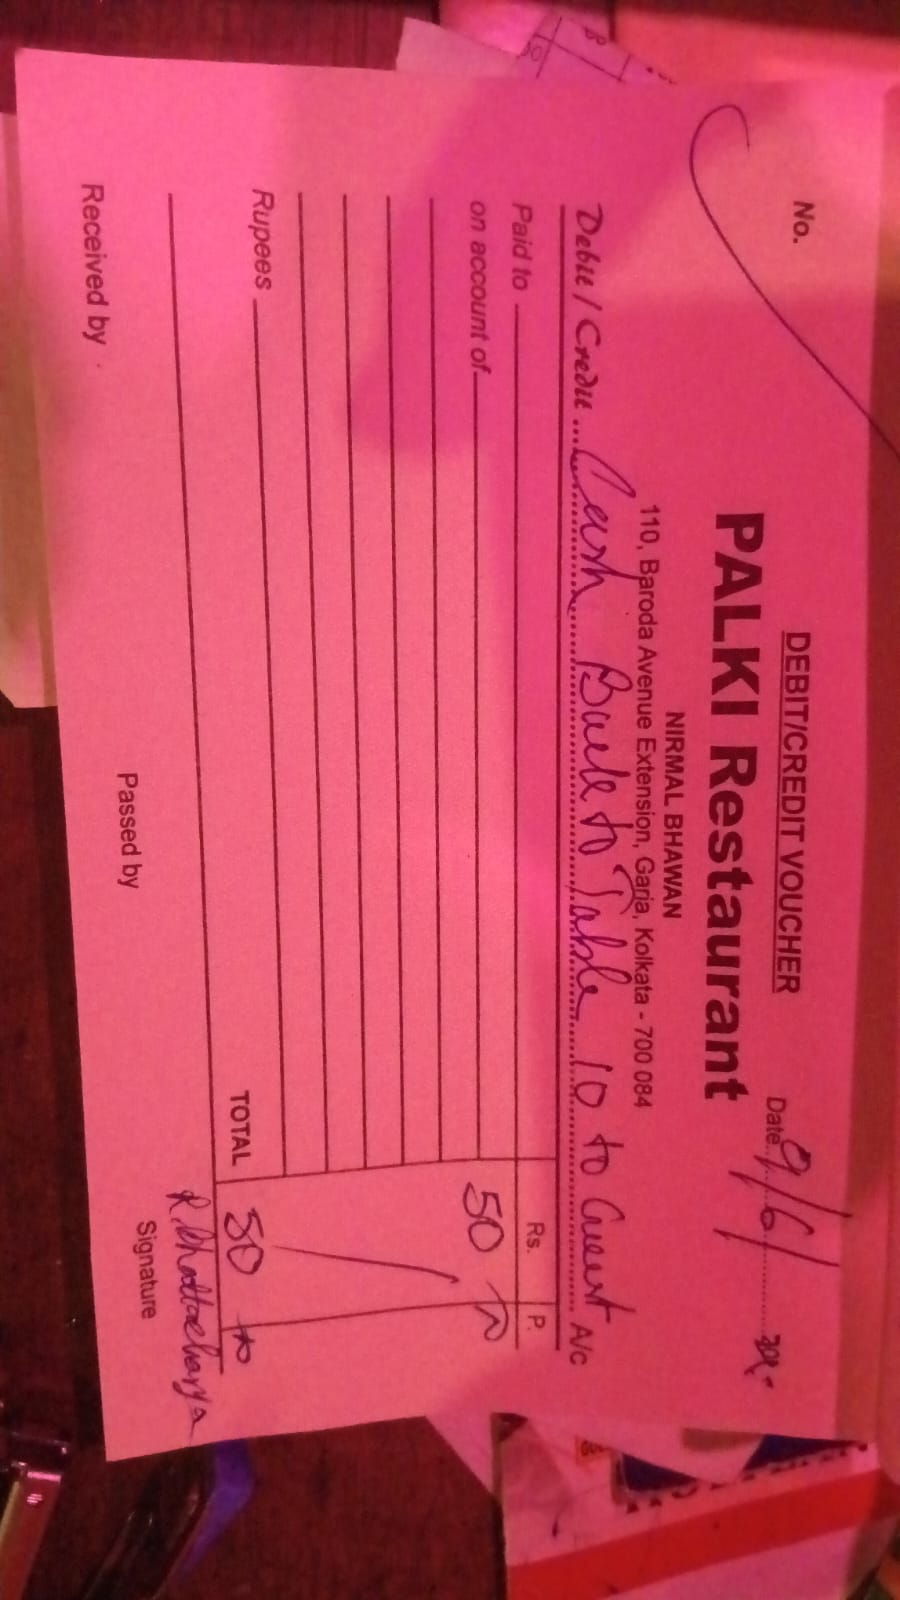 DEBIT/CREDIT VOUCHER
No.
Date 9/6/
PALKI Restaurant
NIRMAL BHAWAN
110, Baroda Avenue Extension, Garia, Kolkata - 700 084
Debit / Credit ... Cash Back to Table 10 to Guest A/c
Paid to Rs. P.
on account of 50
Rupees TOTAL 50
R. Bhattacharya
Received by Passed by Signature